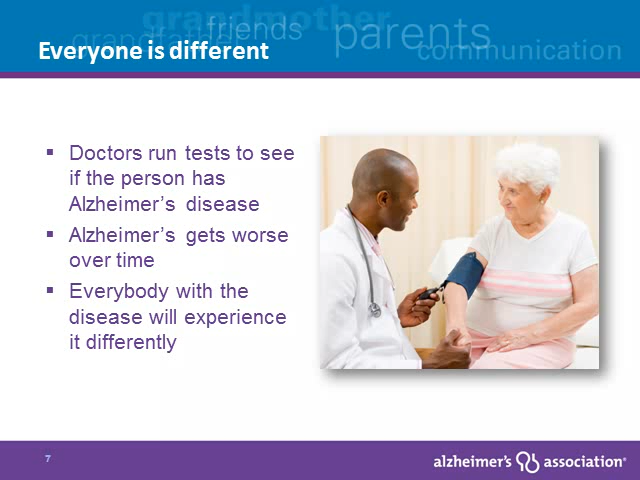 grandmother
friends
grandfather
parents
communication
Everyone is different
▪ Doctors run tests to see
if the person has
Alzheimer's disease
▪ Alzheimer's gets worse
over time
▪ Everybody with the
disease will experience
it differently
7
alzheimer's association®